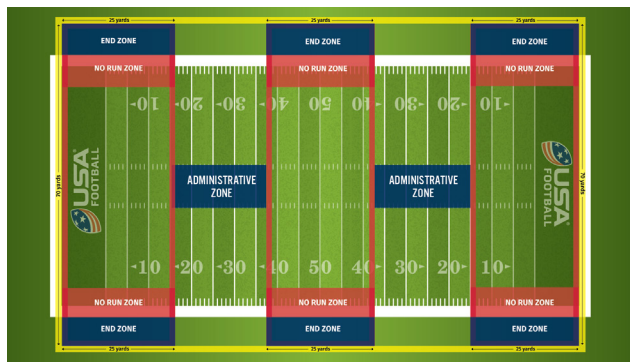 25 yards 25 yards 25 yards
END ZONE END ZONE END ZONE
NO RUN ZONE NO RUN ZONE NO RUN ZONE
10 20 30 40 50 40 30 20 10
USA
FOOTBALL
70 yards
ADMINISTRATIVE
ZONE
ADMINISTRATIVE
ZONE
USA
FOOTBALL
70 yards
10 20 30 40 50 40 30 20 10
NO RUN ZONE NO RUN ZONE NO RUN ZONE
END ZONE END ZONE END ZONE
25 yards 25 yards 25 yards